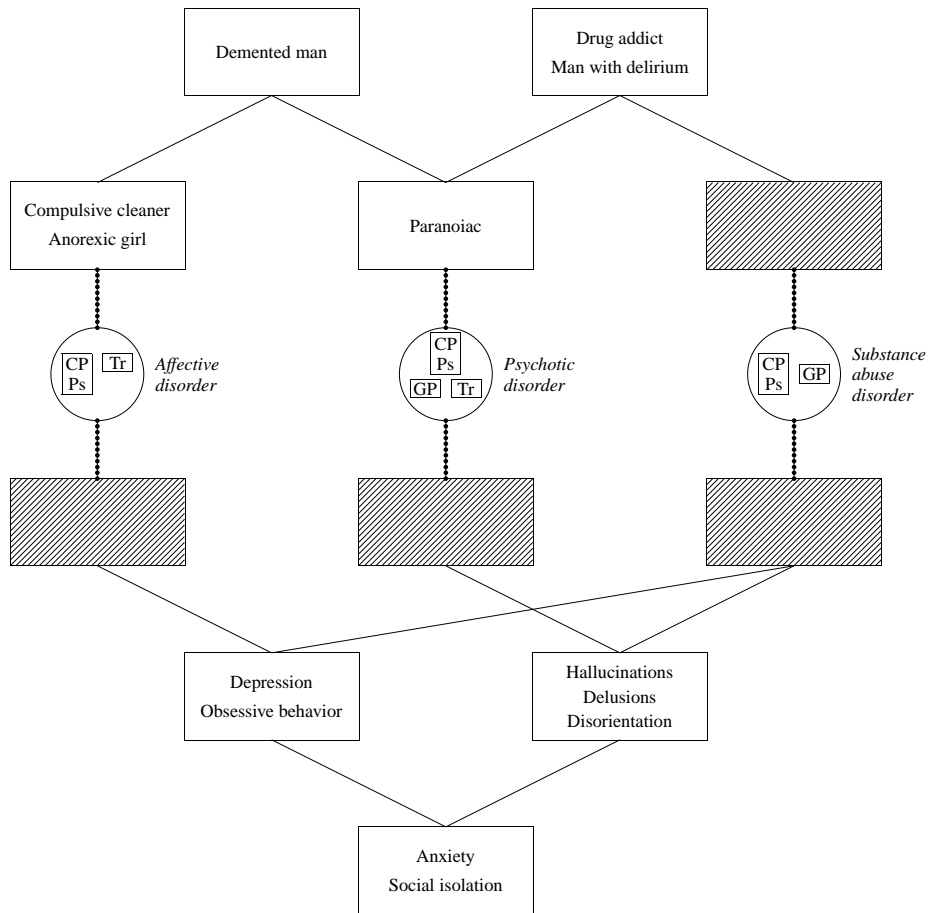 Demented man
Drug addict
Man with delirium
Compulsive cleaner
Anorexic girl
Paranoiac
CP
Ps
Tr
Affective
disorder
CP
Ps
GP
Tr
Psychotic
disorder
CP
Ps
GP
Substance
abuse
disorder
Depression
Obsessive behavior
Hallucinations
Delusions
Disorientation
Anxiety
Social isolation